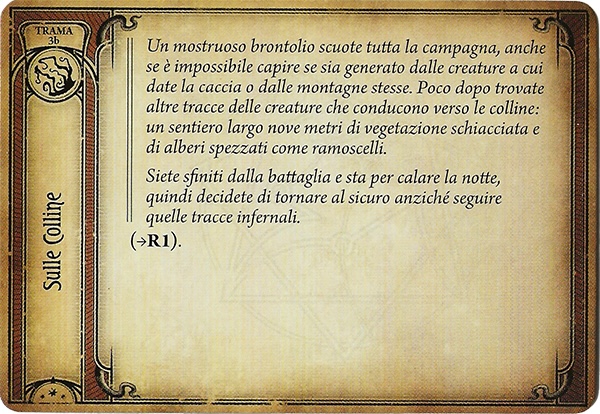 TRAMA
3b
Sulle Colline
Un mostruoso brontolio scuote tutta la campagna, anche
se è impossibile capire se sia generato dalle creature a cui
date la caccia o dalle montagne stesse. Poco dopo trovate
altre tracce delle creature che conducono verso le colline:
un sentiero largo nove metri di vegetazione schiacciata e
di alberi spezzati come ramoscelli.
Siete sfiniti dalla battaglia e sta per calare la notte,
quindi decidete di tornare al sicuro anziché seguire
quelle tracce infernali.
(→R1).